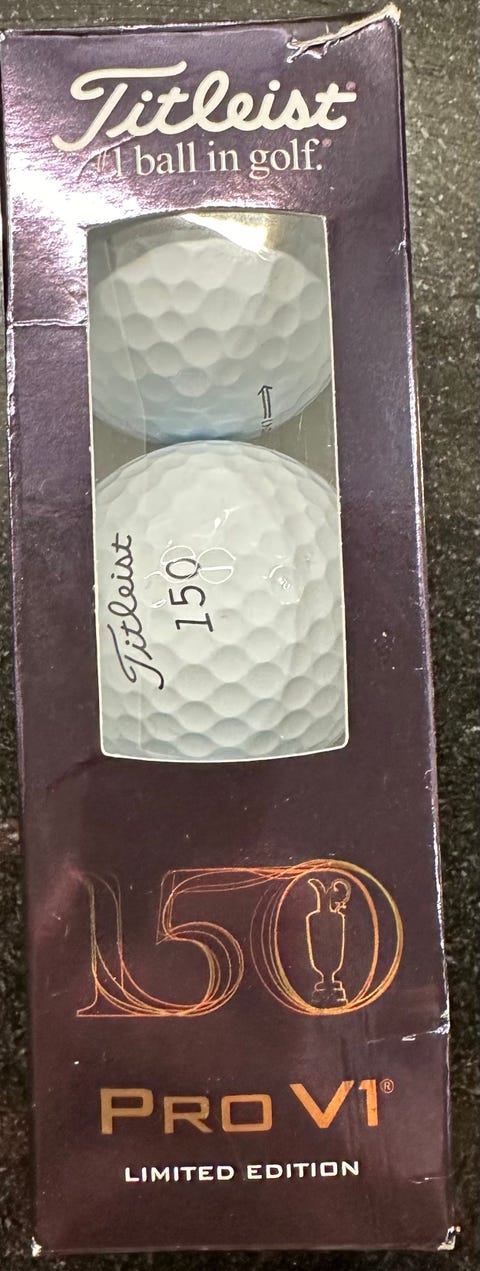 Titleist®
#1 ball in golf.®
Titleist
150
150
PRO V1®
LIMITED EDITION